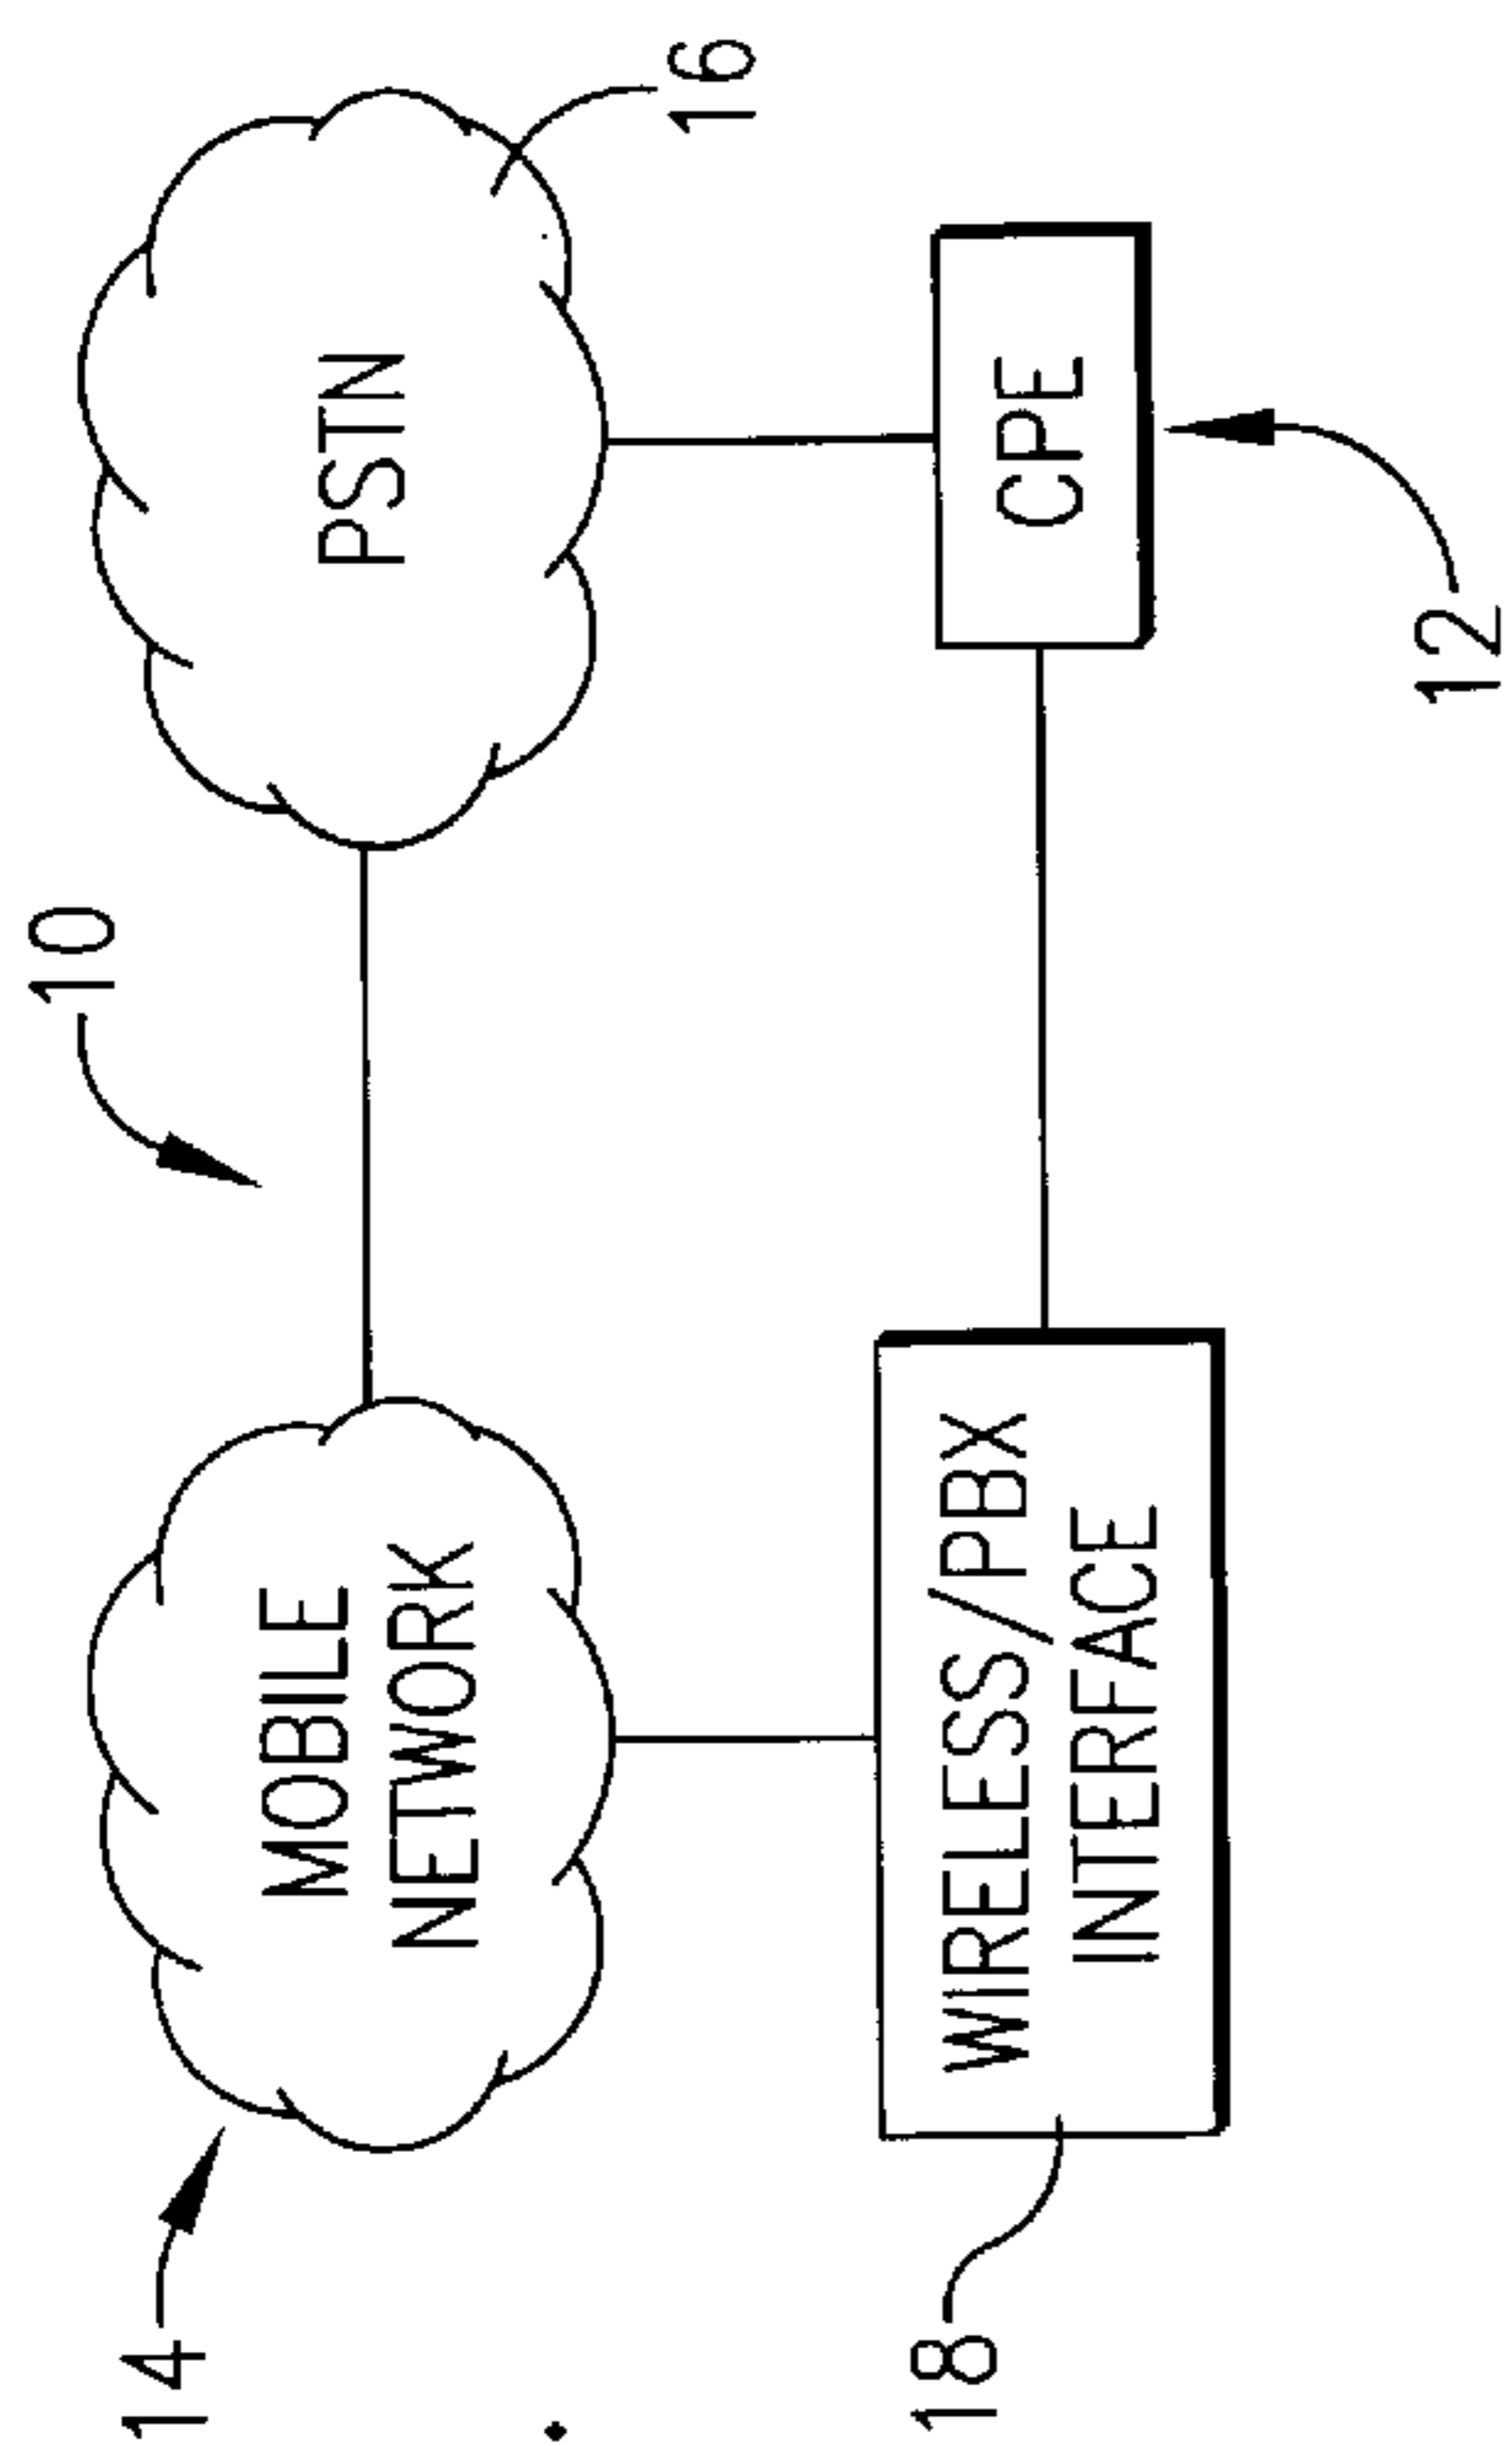 10
14
MOBILE
NETWORK
PSTN
16
18
WIRELESS/PBX
INTERFACE
CPE
12